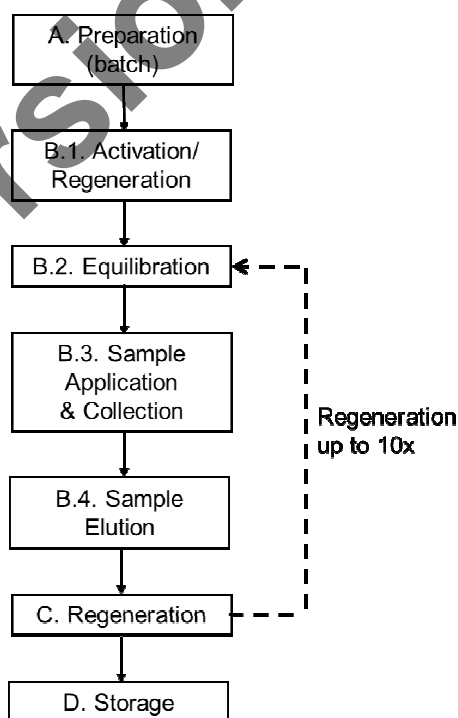 A. Preparation
(batch)
B.1. Activation/
Regeneration
B.2. Equilibration
B.3. Sample
Application
& Collection
Regeneration
up to 10x
B.4. Sample
Elution
C. Regeneration
D. Storage